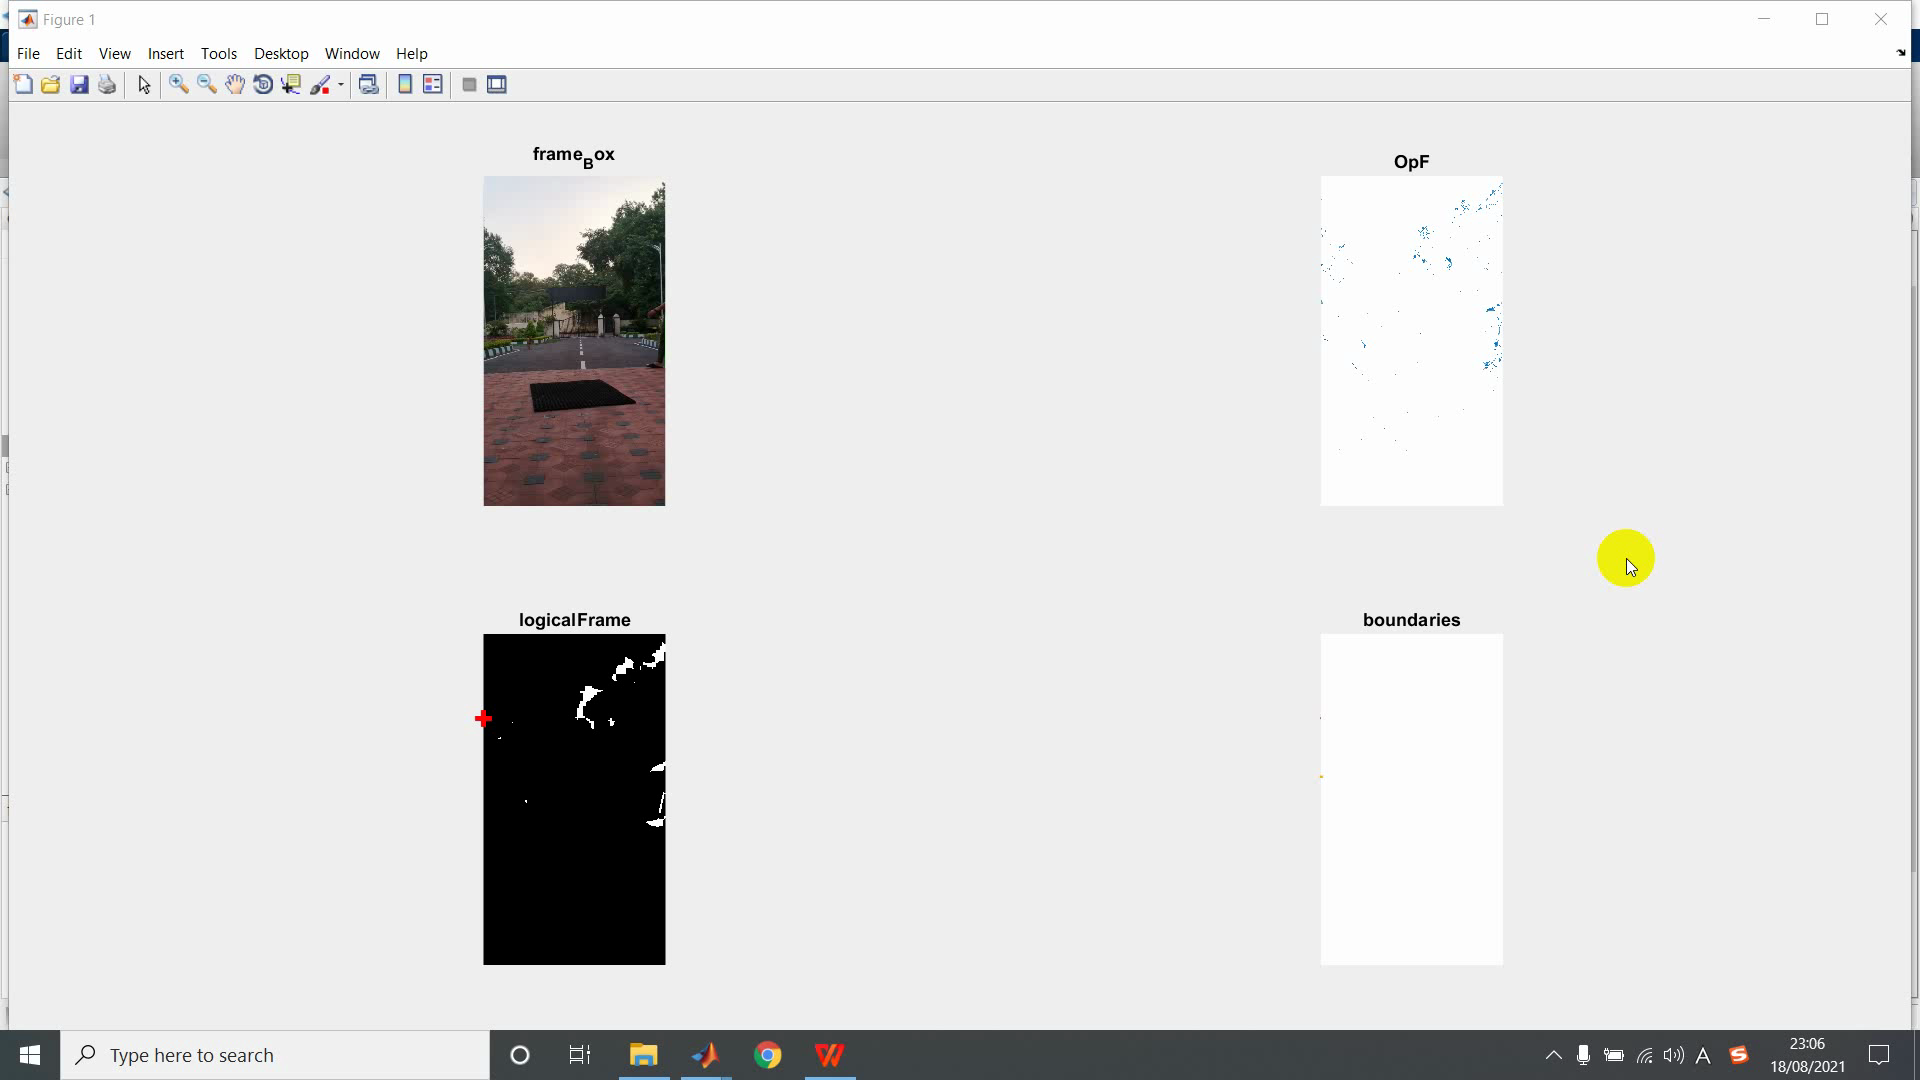 Figure 1
File Edit View Insert Tools Desktop Window Help
frame_Box
OpF
logicalFrame
boundaries
Type here to search
A
23:06
18/08/2021